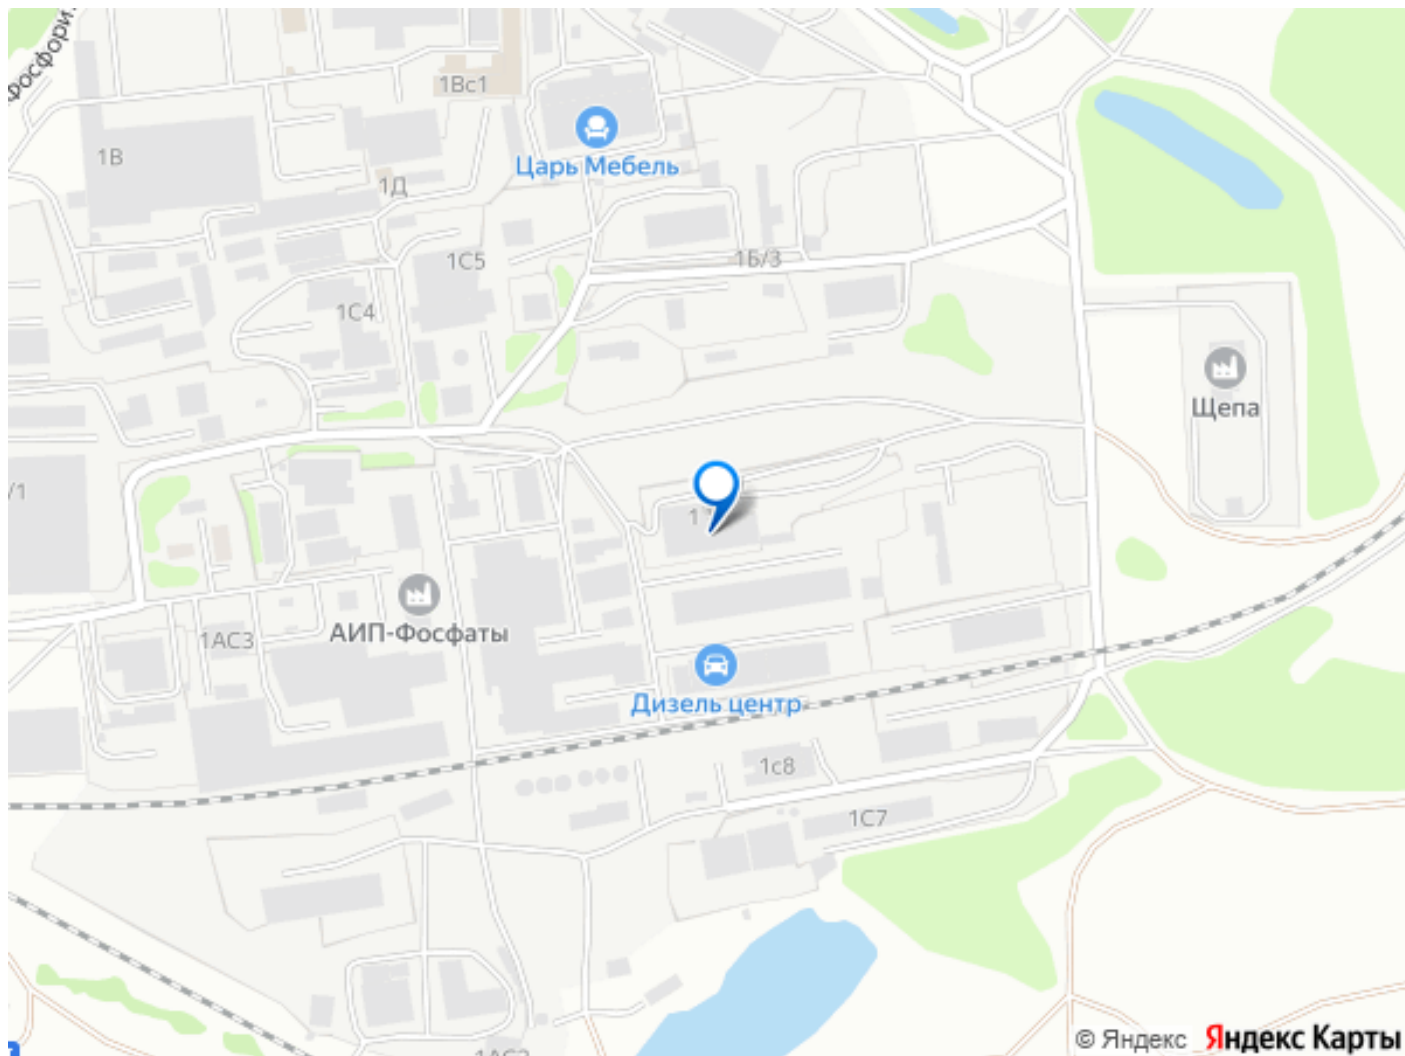 Фосфори
1Вс1
1В
Царь Мебель
1Д
1С5
1Б/3
1С4
Щепа
/1
1
АИП-Фосфаты
1АС3
Дизель центр
1с8
1С7
© Яндекс Яндекс Карты